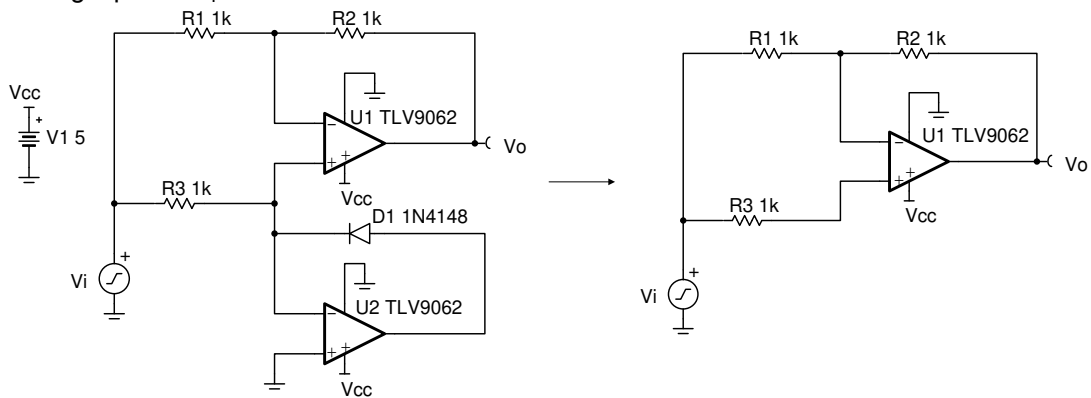 R1 1k
R2 1k
Vcc
+
V1 5
U1 TLV9062
Vo
R3 1k
Vcc
D1 1N4148
+
Vi
U2 TLV9062
Vcc
R1 1k
R2 1k
U1 TLV9062
Vo
R3 1k
Vcc
+
Vi